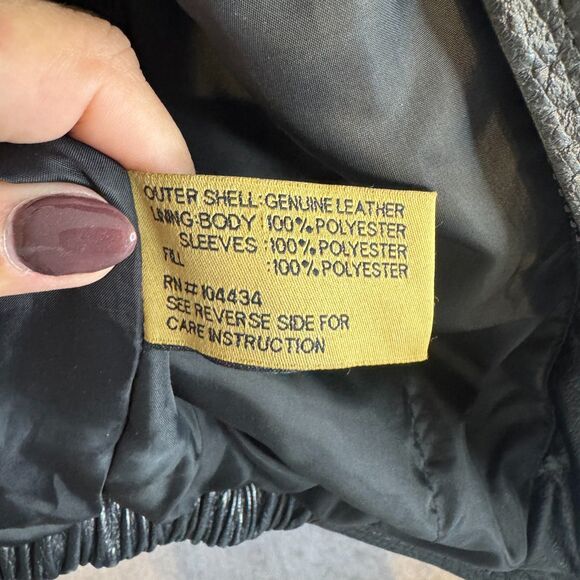 OUTER SHELL: GENUINE LEATHER
LINING: BODY : 100% POLYESTER
SLEEVES : 100% POLYESTER
FILL : 100% POLYESTER
RN# 104434
SEE REVERSE SIDE FOR
CARE INSTRUCTION